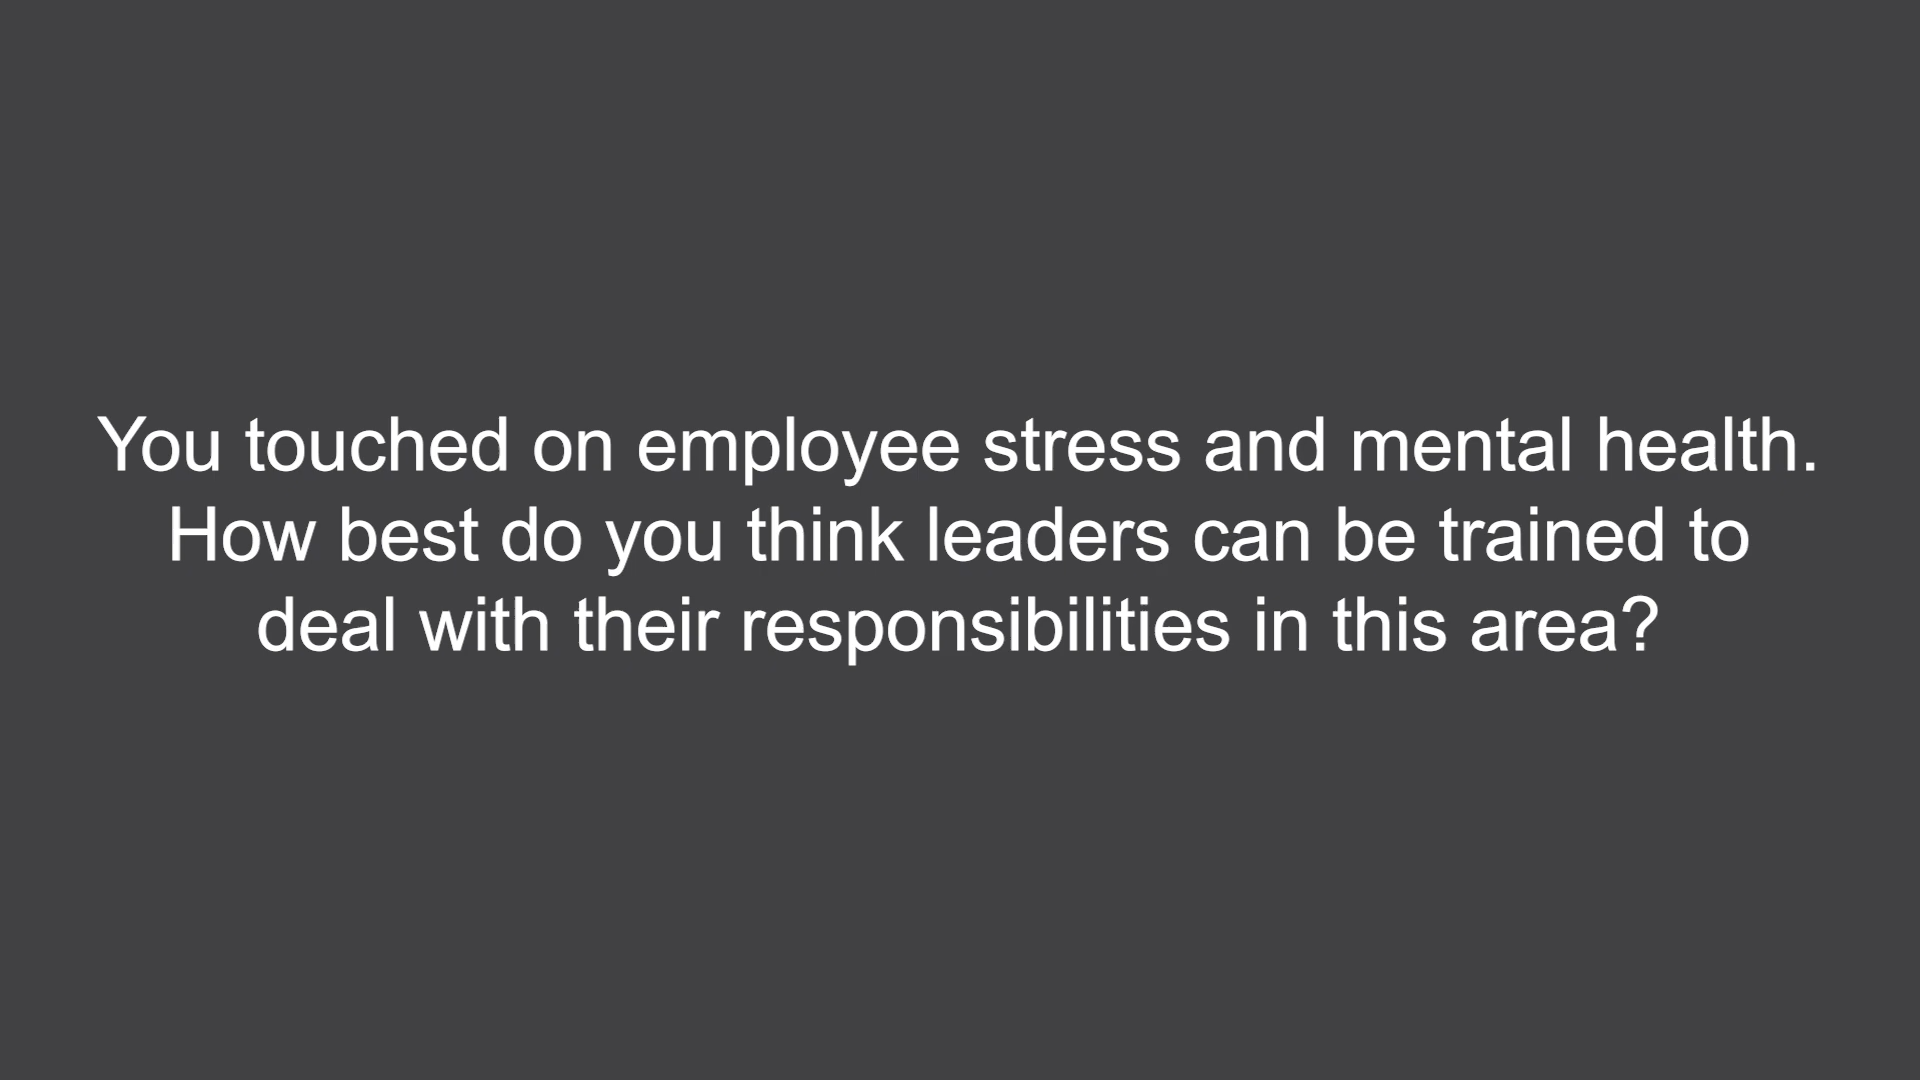 You touched on employee stress and mental health.
How best do you think leaders can be trained to
deal with their responsibilities in this area?